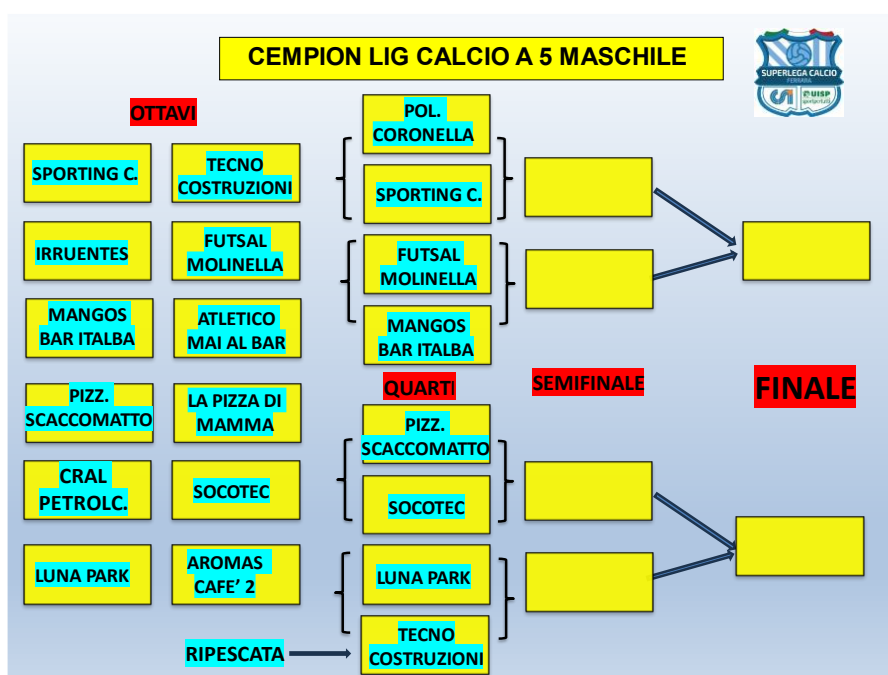 CEMPION LIG CALCIO A 5 MASCHILE
SUPERLEGA CALCIO
FERRARA
CSI UISP
sportpertutti
OTTAVI
SPORTING C.
TECNO
COSTRUZIONI
IRRUENTES
FUTSAL
MOLINELLA
MANGOS
BAR ITALBA
ATLETICO
MAI AL BAR
PIZZ.
SCACCOMATTO
LA PIZZA DI
MAMMA
CRAL
PETROLC.
SOCOTEC
LUNA PARK
AROMAS
CAFE’ 2
RIPESCATA
POL.
CORONELLA
SPORTING C.
FUTSAL
MOLINELLA
MANGOS
BAR ITALBA
QUARTI
PIZZ.
SCACCOMATTO
SOCOTEC
LUNA PARK
TECNO
COSTRUZIONI
SEMIFINALE
FINALE